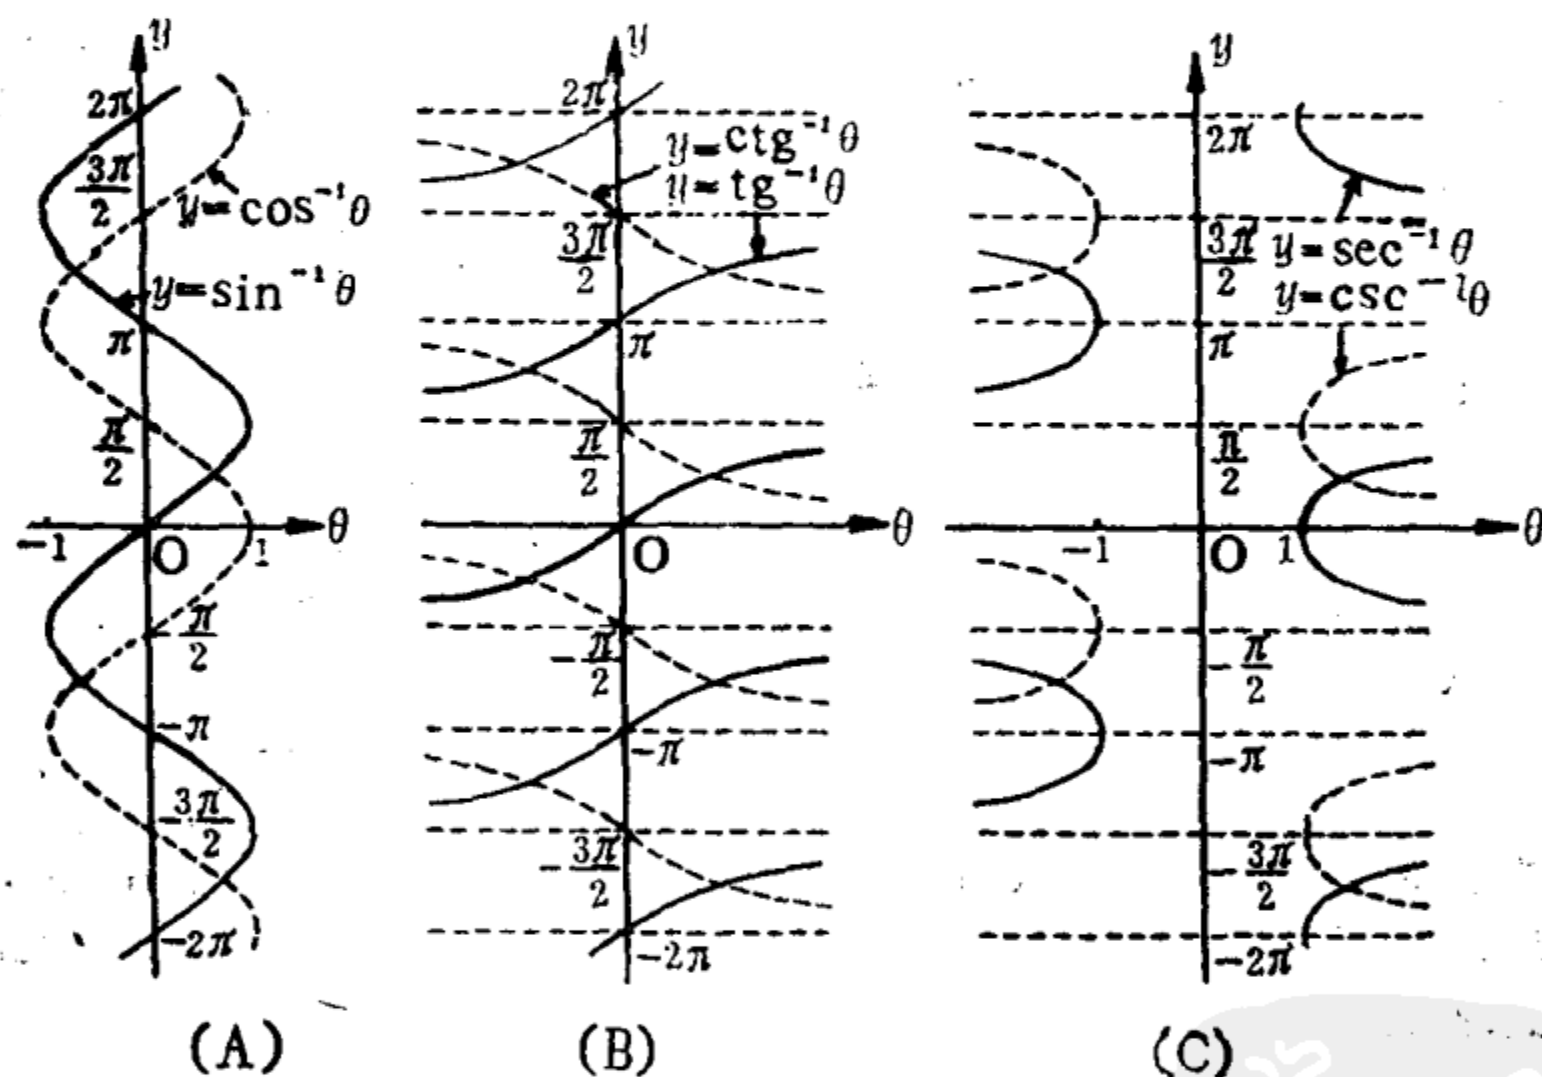 y
2π
3π/2
y=cos⁻¹θ
y=sin⁻¹θ
π
π/2
-1 O 1 θ
-π/2
-π
-3π/2
-2π
(A)
y
2π
y=ctg⁻¹θ
y=tg⁻¹θ
3π/2
π
π/2
O θ
-π/2
-π
-3π/2
-2π
(B)
y
2π
3π/2
y=sec⁻¹θ
y=csc⁻¹θ
π
π/2
-1 O 1 θ
-π/2
-π
-3π/2
-2π
(C)